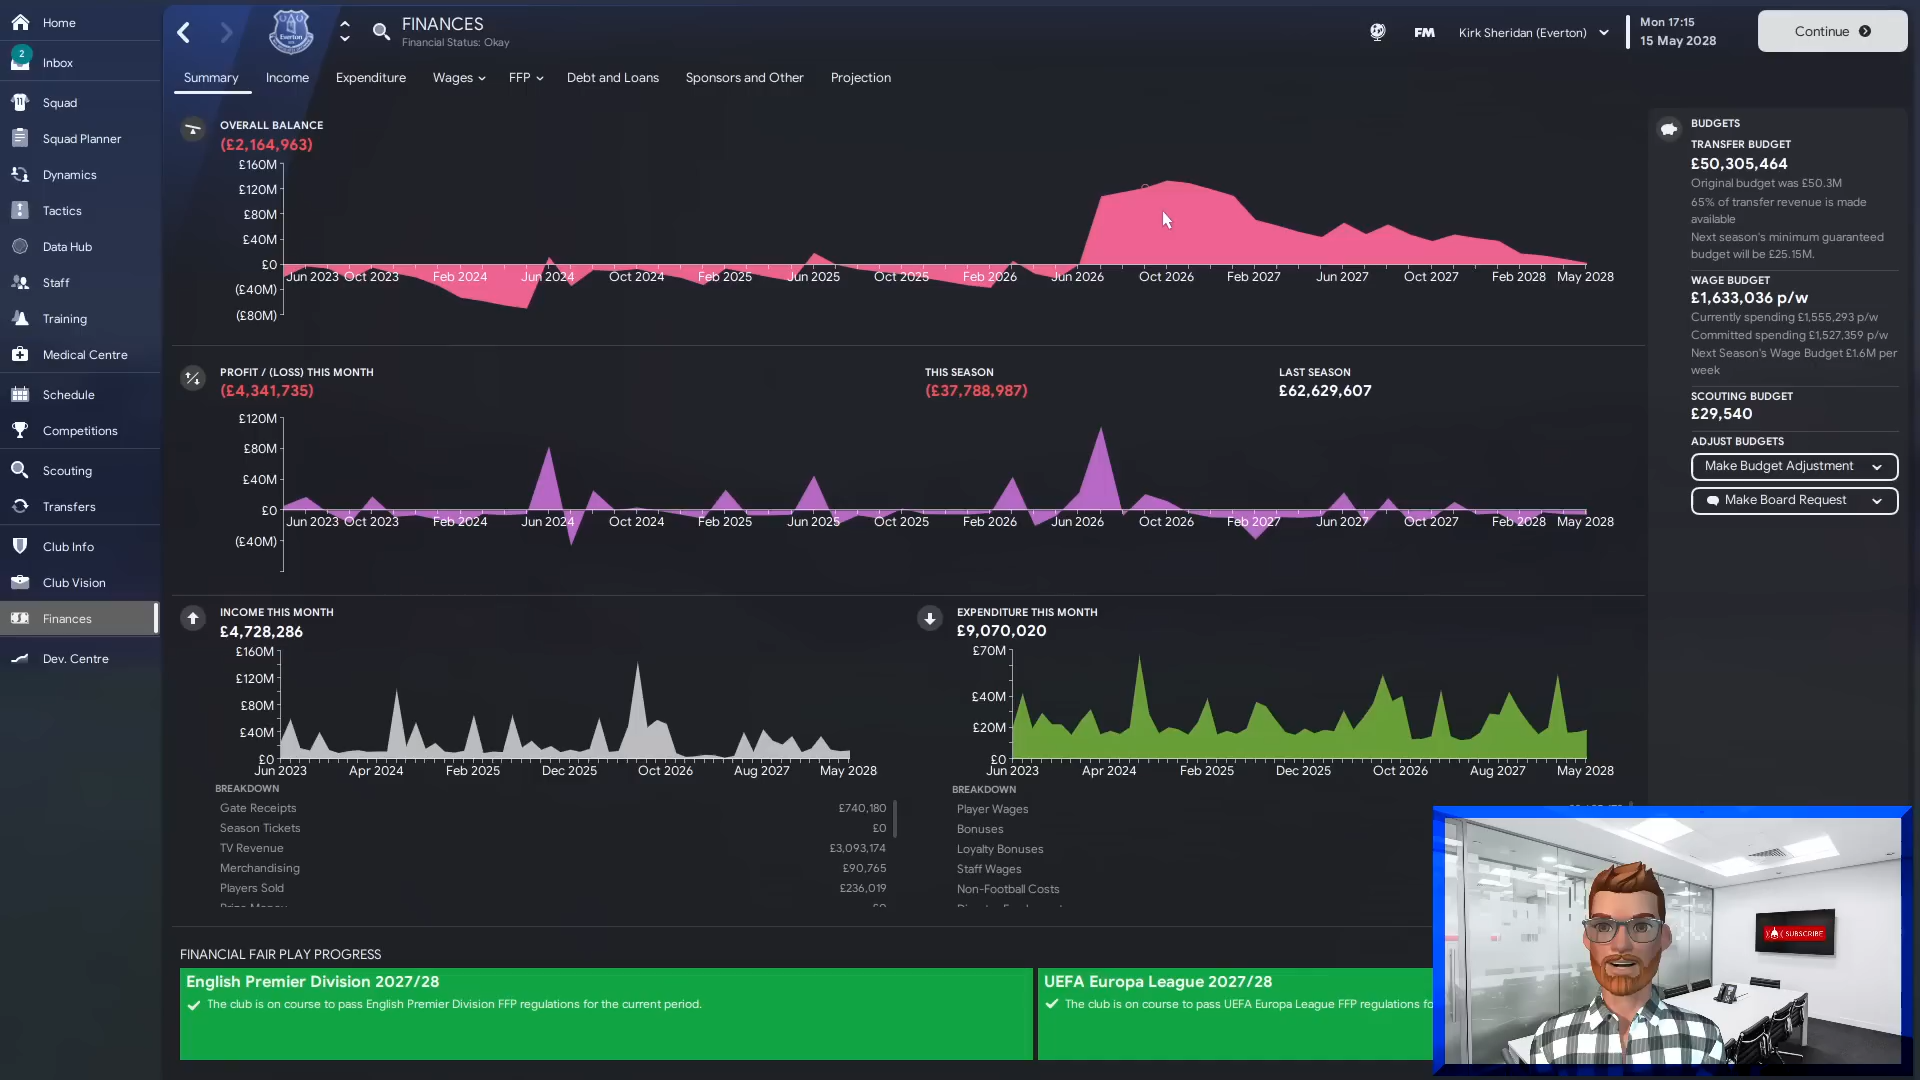 Home
2
Inbox
Squad
Squad Planner
Dynamics
Tactics
Data Hub
Staff
Training
Medical Centre
Schedule
Competitions
Scouting
Transfers
Club Info
Club Vision
Finances
Dev. Centre
Everton
FINANCES
Financial Status: Okay
FM
Kirk Sheridan (Everton)
Mon 17:15
15 May 2028
Continue
Summary Income Expenditure Wages FFP Debt and Loans Sponsors and Other Projection
OVERALL BALANCE
(£2,164,963)
£160M
£120M
£80M
£40M
£0
(£40M)
(£80M)
Jun 2023 Oct 2023 Feb 2024 Jun 2024 Oct 2024 Feb 2025 Jun 2025 Oct 2025 Feb 2026 Jun 2026 Oct 2026 Feb 2027 Jun 2027 Oct 2027 Feb 2028 May 2028
PROFIT / (LOSS) THIS MONTH
(£4,341,735)
THIS SEASON
(£37,788,987)
LAST SEASON
£62,629,607
£120M
£80M
£40M
£0
(£40M)
Jun 2023 Oct 2023 Feb 2024 Jun 2024 Oct 2024 Feb 2025 Jun 2025 Oct 2025 Feb 2026 Jun 2026 Oct 2026 Feb 2027 Jun 2027 Oct 2027 Feb 2028 May 2028
INCOME THIS MONTH
£4,728,286
£160M
£120M
£80M
£40M
£0
Jun 2023 Apr 2024 Feb 2025 Dec 2025 Oct 2026 Aug 2027 May 2028
BREAKDOWN
Gate Receipts £740,180
Season Tickets £0
TV Revenue £3,093,174
Merchandising £90,765
Players Sold £236,019
EXPENDITURE THIS MONTH
£9,070,020
£70M
£40M
£20M
£0
Jun 2023 Apr 2024 Feb 2025 Dec 2025 Oct 2026 Aug 2027 May 2028
BREAKDOWN
Player Wages
Bonuses
Loyalty Bonuses
Staff Wages
Non-Football Costs
FINANCIAL FAIR PLAY PROGRESS
English Premier Division 2027/28
The club is on course to pass English Premier Division FFP regulations for the current period.
UEFA Europa League 2027/28
The club is on course to pass UEFA Europa League FFP regulations fo
BUDGETS
TRANSFER BUDGET
£50,305,464
Original budget was £50.3M
65% of transfer revenue is made
available
Next season's minimum guaranteed
budget will be £25.15M.
WAGE BUDGET
£1,633,036 p/w
Currently spending £1,555,293 p/w
Committed spending £1,527,359 p/w
Next Season's Wage Budget £1.6M per
week
SCOUTING BUDGET
£29,540
ADJUST BUDGETS
Make Budget Adjustment
Make Board Request
SUBSCRIBE